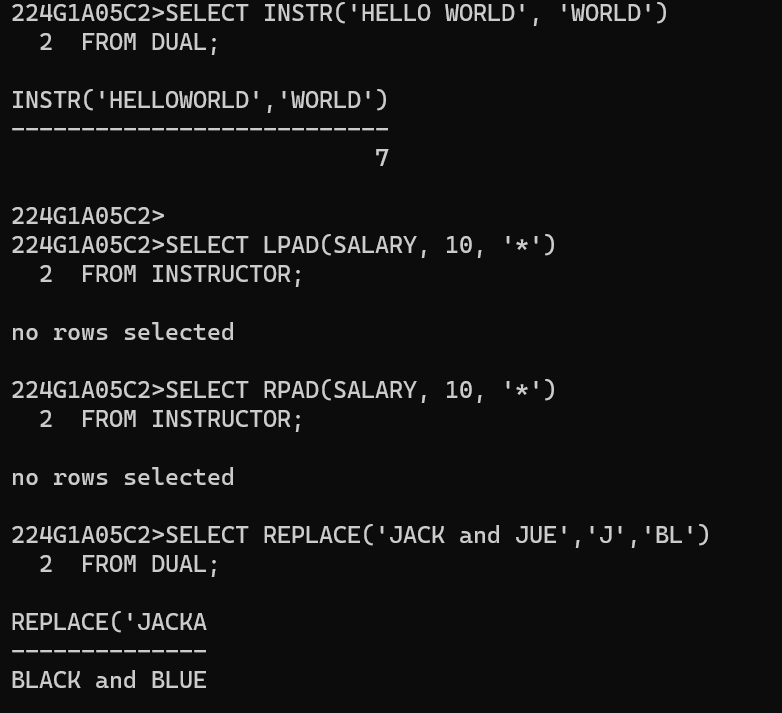 224G1A05C2>SELECT INSTR('HELLO WORLD', 'WORLD')
  2  FROM DUAL;

INSTR('HELLOWORLD','WORLD')
---------------------------
                          7

224G1A05C2>
224G1A05C2>SELECT LPAD(SALARY, 10, '*')
  2  FROM INSTRUCTOR;

no rows selected

224G1A05C2>SELECT RPAD(SALARY, 10, '*')
  2  FROM INSTRUCTOR;

no rows selected

224G1A05C2>SELECT REPLACE('JACK and JUE','J','BL')
  2  FROM DUAL;

REPLACE('JACKA
--------------
BLACK and BLUE